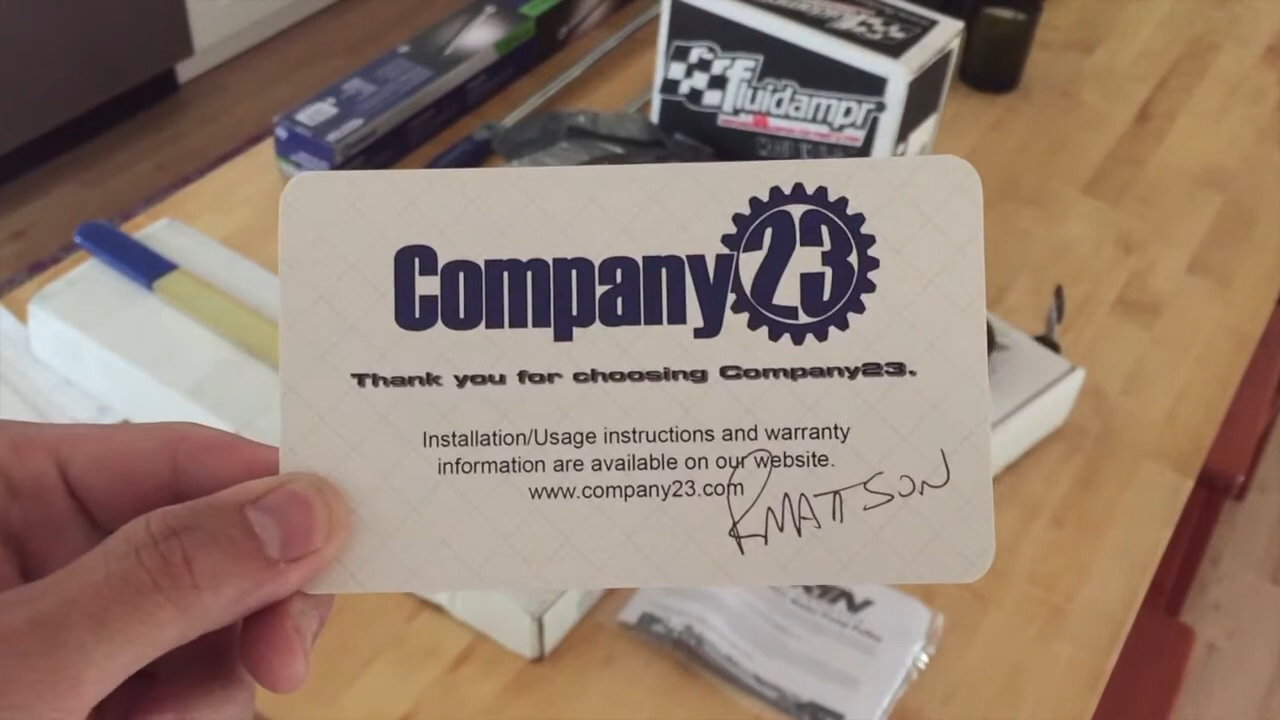 Fluidampr
Company23
Thank you for choosing Company23.
Installation/Usage instructions and warranty
information are available on our website.
www.company23.com
KMATTSON